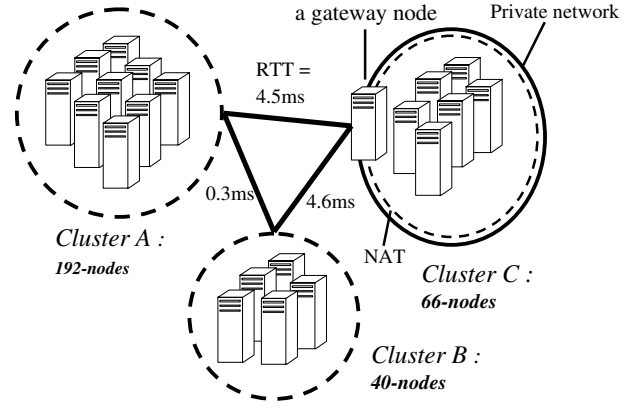 a gateway node
Private network
RTT =
4.5ms
0.3ms
4.6ms
NAT
Cluster A :
192-nodes
Cluster C :
66-nodes
Cluster B :
40-nodes